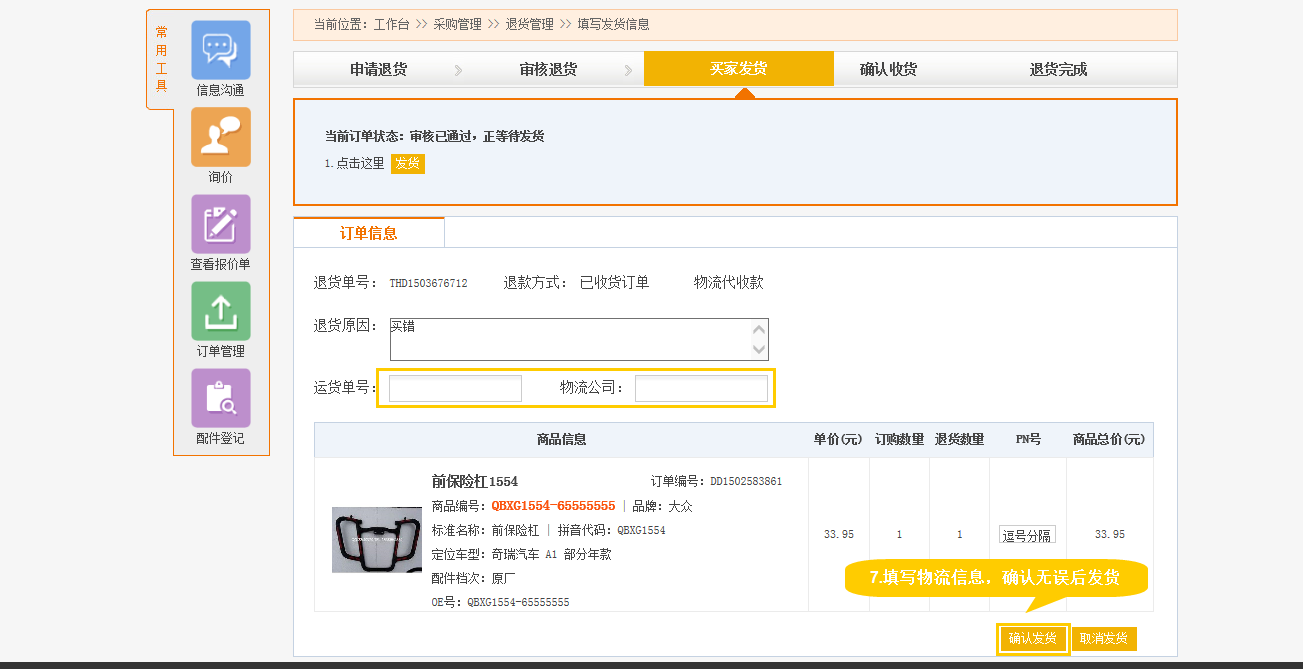 常用工具
信息沟通
询价
查看报价单
订单管理
配件登记
当前位置：工作台 >> 采购管理 >> 退货管理 >> 填写发货信息
申请退货 审核退货 买家发货 确认收货 退货完成
当前订单状态：审核已通过，正等待发货
1. 点击这里 发货
订单信息
退货单号： THD1503676712 退款方式： 已收货订单 物流代收款
退货原因： 买错
运货单号： 物流公司：
商品信息 单价(元) 订购数量 退货数量 PN号 商品总价(元)
前保险杠1554 订单编号：DD1502583861
商品编号：QBXG1554-65555555 | 品牌：大众
标准名称：前保险杠 | 拼音代码：QBXG1554
33.95 1 1 逗号分隔 33.95
定位车型：奇瑞汽车 A1 部分年款
配件档次：原厂
OE号：QBXG1554-65555555
7.填写物流信息，确认无误后发货
确认发货 取消发货